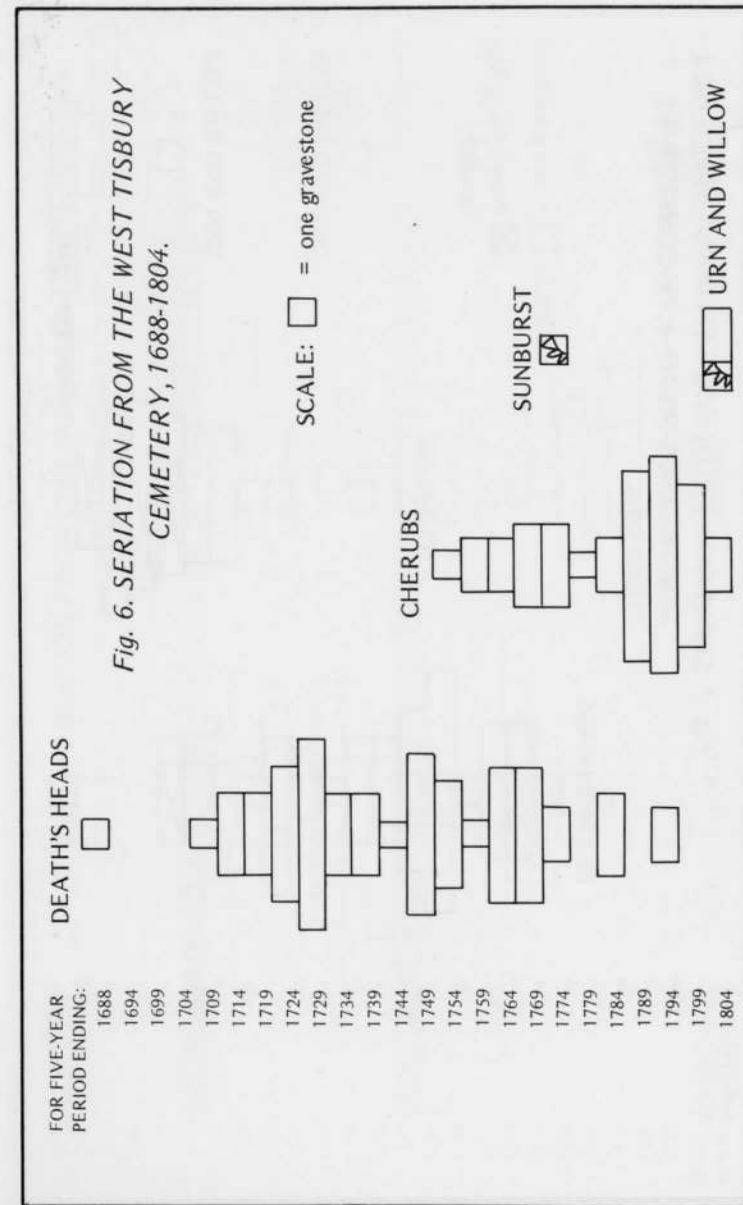 Fig. 6. SERIATION FROM THE WEST TISBURY
CEMETERY, 1688-1804.
FOR FIVE-YEAR
PERIOD ENDING:
DEATH'S HEADS
CHERUBS
SCALE: = one gravestone
SUNBURST
URN AND WILLOW
1688
1694
1699
1704
1709
1714
1719
1724
1729
1734
1739
1744
1749
1754
1759
1764
1769
1774
1779
1784
1789
1794
1799
1804